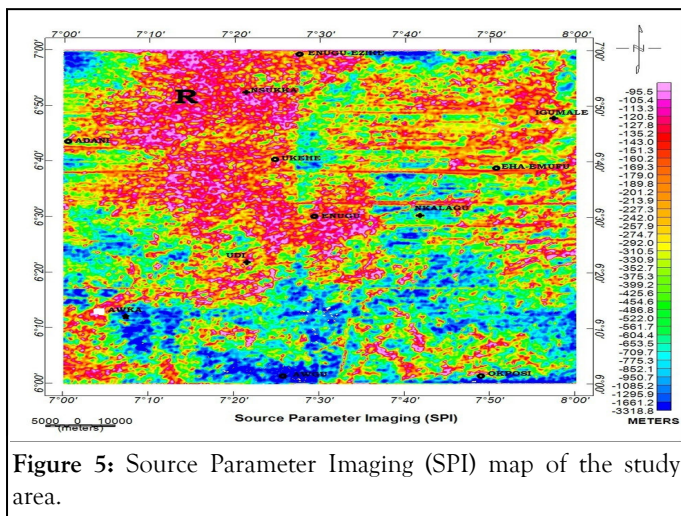 7°00' 7°10' 7°20' 7°30' 7°40' 7°50' 8°00'
7°00' ENUGU-EZIKE 7°00'
R
NSUKKA
6°50' 6°50'
IGUMALE
ADANI
6°40' UKEHE EHA-EMUFU 6°40'
6°30' ENUGU NKALAGU 6°30'
UDI
6°20' 6°20'
AWKA
6°10' 6°10'
6°00' OKPOSI 6°00'
7°00' 7°10' 7°20' 7°30' 7°40' 7°50' 8°00'
5000 0 10000
(meters)
Source Parameter Imaging (SPI)
N
-95.5
-105.4
-113.3
-120.5
-127.8
-135.2
-143.0
-151.3
-160.2
-169.3
-179.0
-189.8
-201.4
-213.9
-227.3
-242.0
-257.9
-274.7
-292.0
-310.5
-330.9
-352.7
-375.3
-399.2
-425.6
-454.6
-486.8
-522.0
-561.7
-604.4
-653.5
-709.7
-775.3
-852.1
-950.7
-1085.2
-1295.9
-1661.2
-3318.8
METERS
Figure 5: Source Parameter Imaging (SPI) map of the study
area.